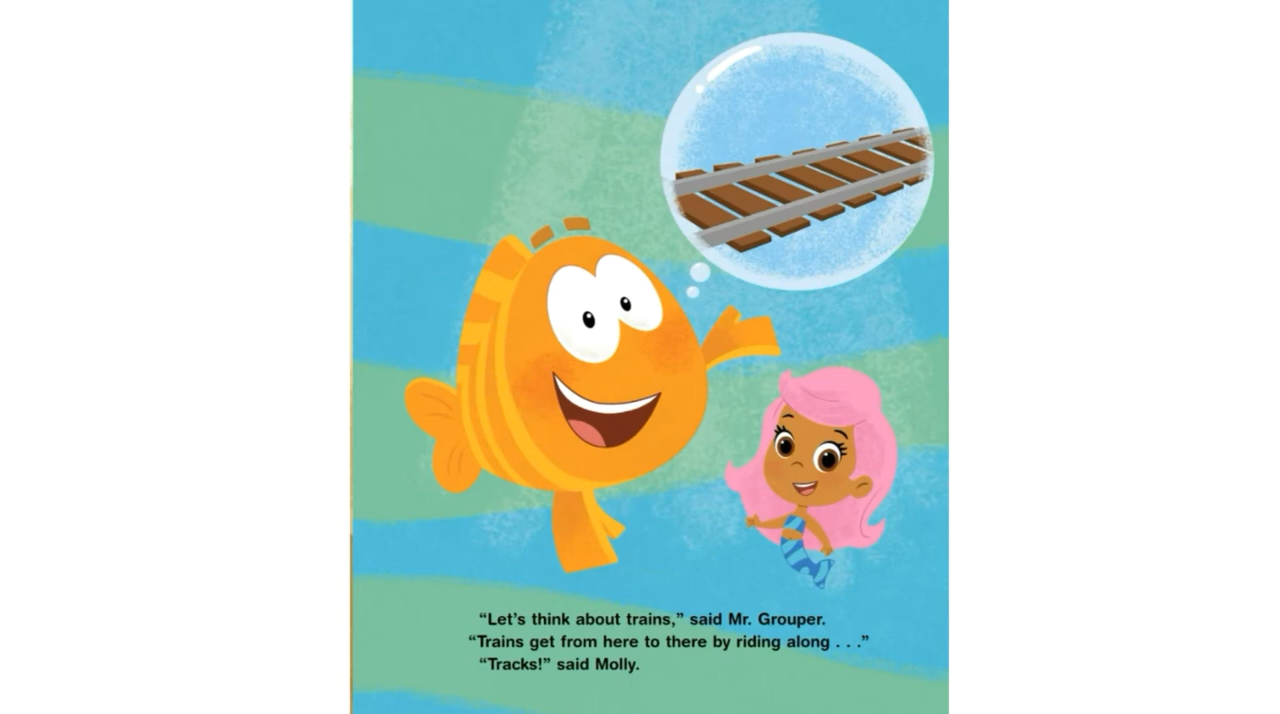 “Let’s think about trains,” said Mr. Grouper.
“Trains get from here to there by riding along . . .”
“Tracks!” said Molly.